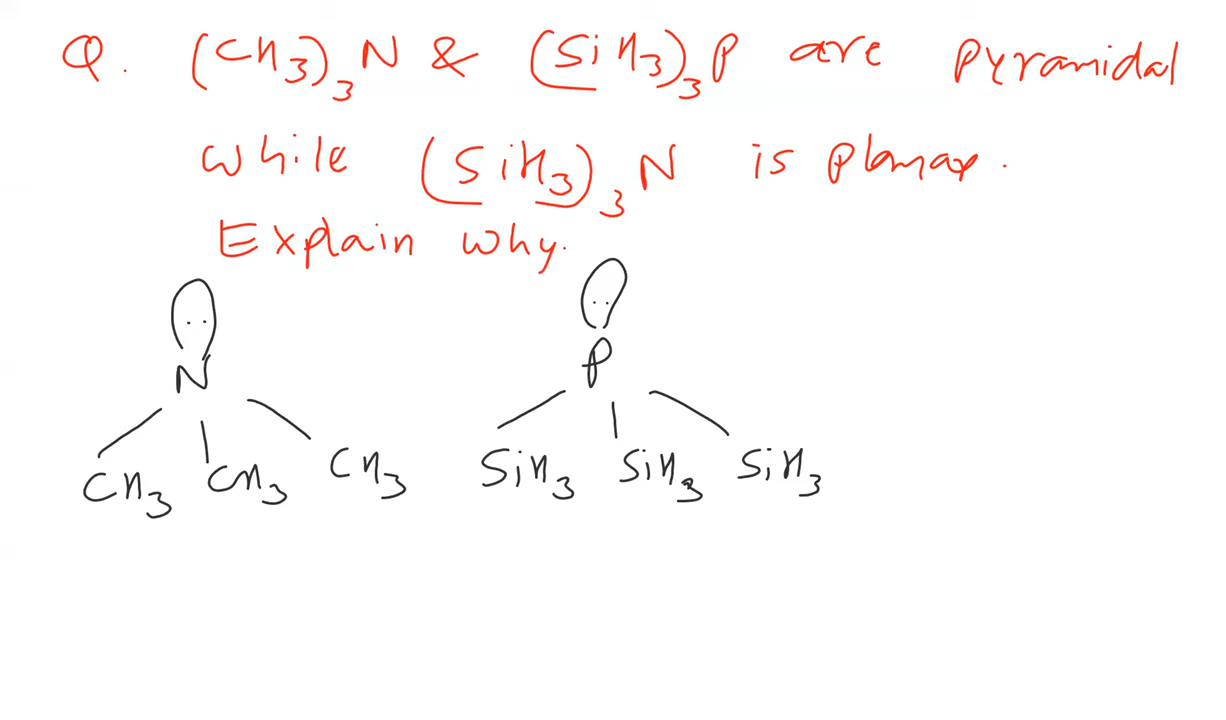 Q. (CH3)3N & (SiH3)3P are Pyramidal
while (SiH3)3N is planar.
Explain why.
N P
CH3 CH3 CH3 SiH3 SiH3 SiH3